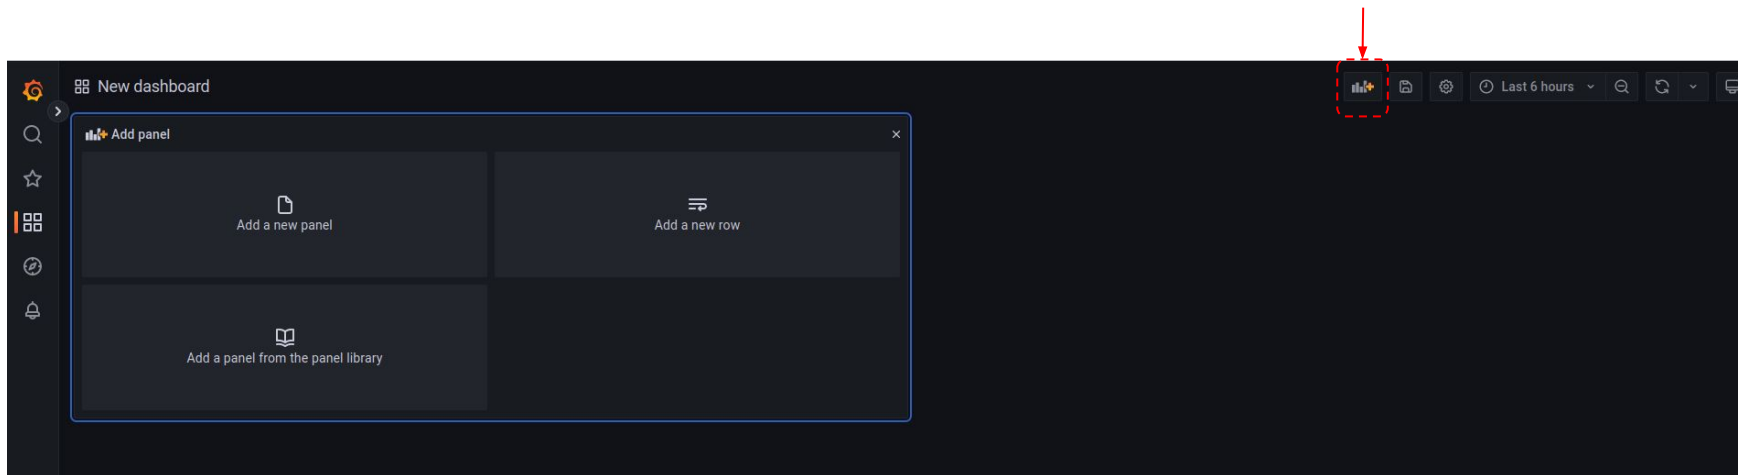 New dashboard
Last 6 hours
Add panel
Add a new panel
Add a new row
Add a panel from the panel library